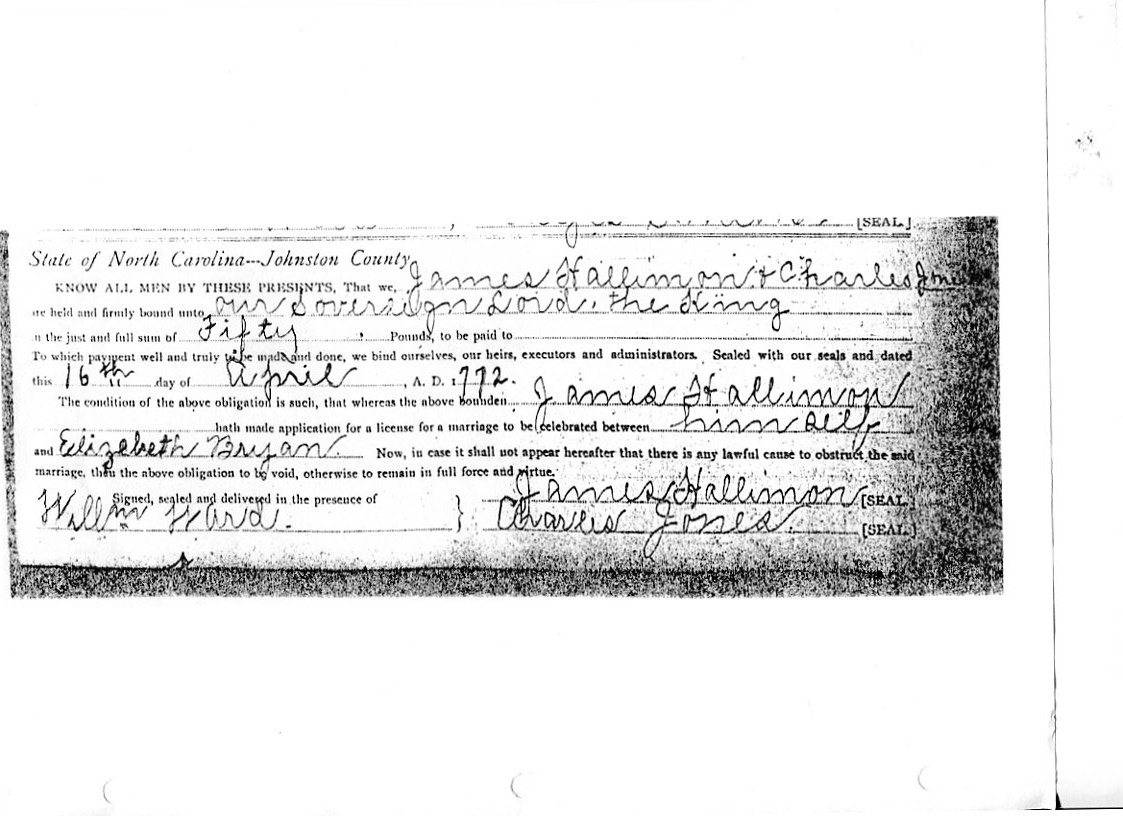 [SEAL]
State of North Carolina---Johnston County
KNOW ALL MEN BY THESE PRESENTS, That we, James Hallimon & Charles Jones
are held and firmly bound unto our Sovereign Lord, the King
in the just and full sum of Fifty Pounds, to be paid to
To which payment well and truly to be made and done, we bind ourselves, our heirs, executors and administrators. Sealed with our seals and dated
this 16th day of April, A. D. 1772.
The condition of the above obligation is such, that whereas the above bounden James Hallimon
hath made application for a license for a marriage to be celebrated between him self
and Elizabeth Bryan. Now, in case it shall not appear hereafter that there is any lawful cause to obstruct the said
marriage, then the above obligation to be void, otherwise to remain in full force and virtue.
Signed, sealed and delivered in the presence of James Hallimon [SEAL]
Willm Ward. } Charles Jones. [SEAL]